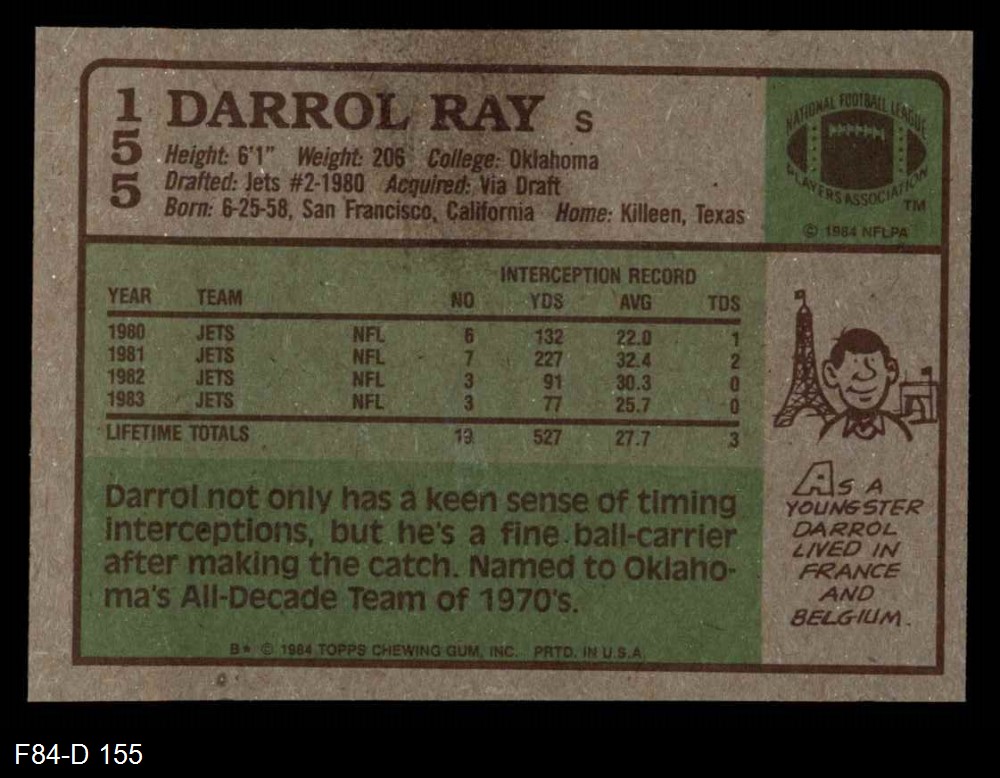 155 DARROL RAY S
Height: 6'1" Weight: 206 College: Oklahoma
Drafted: Jets #2-1980 Acquired: Via Draft
Born: 6-25-58, San Francisco, California Home: Killeen, Texas
NATIONAL FOOTBALL LEAGUE
PLAYERS ASSOCIATION
TM
© 1984 NFLPA
INTERCEPTION RECORD
YEAR TEAM NO YDS AVG TDS
1980 JETS NFL 6 132 22.0 1
1981 JETS NFL 7 227 32.4 2
1982 JETS NFL 3 91 30.3 0
1983 JETS NFL 3 77 25.7 0
LIFETIME TOTALS 19 527 27.7 3
Darrol not only has a keen sense of timing
interceptions, but he's a fine ball-carrier
after making the catch. Named to Oklaho-
ma's All-Decade Team of 1970's.
AS A
YOUNGSTER
DARROL
LIVED IN
FRANCE
AND
BELGIUM.
B* © 1984 TOPPS CHEWING GUM, INC. PRTD. IN U.S.A.
F84-D 155